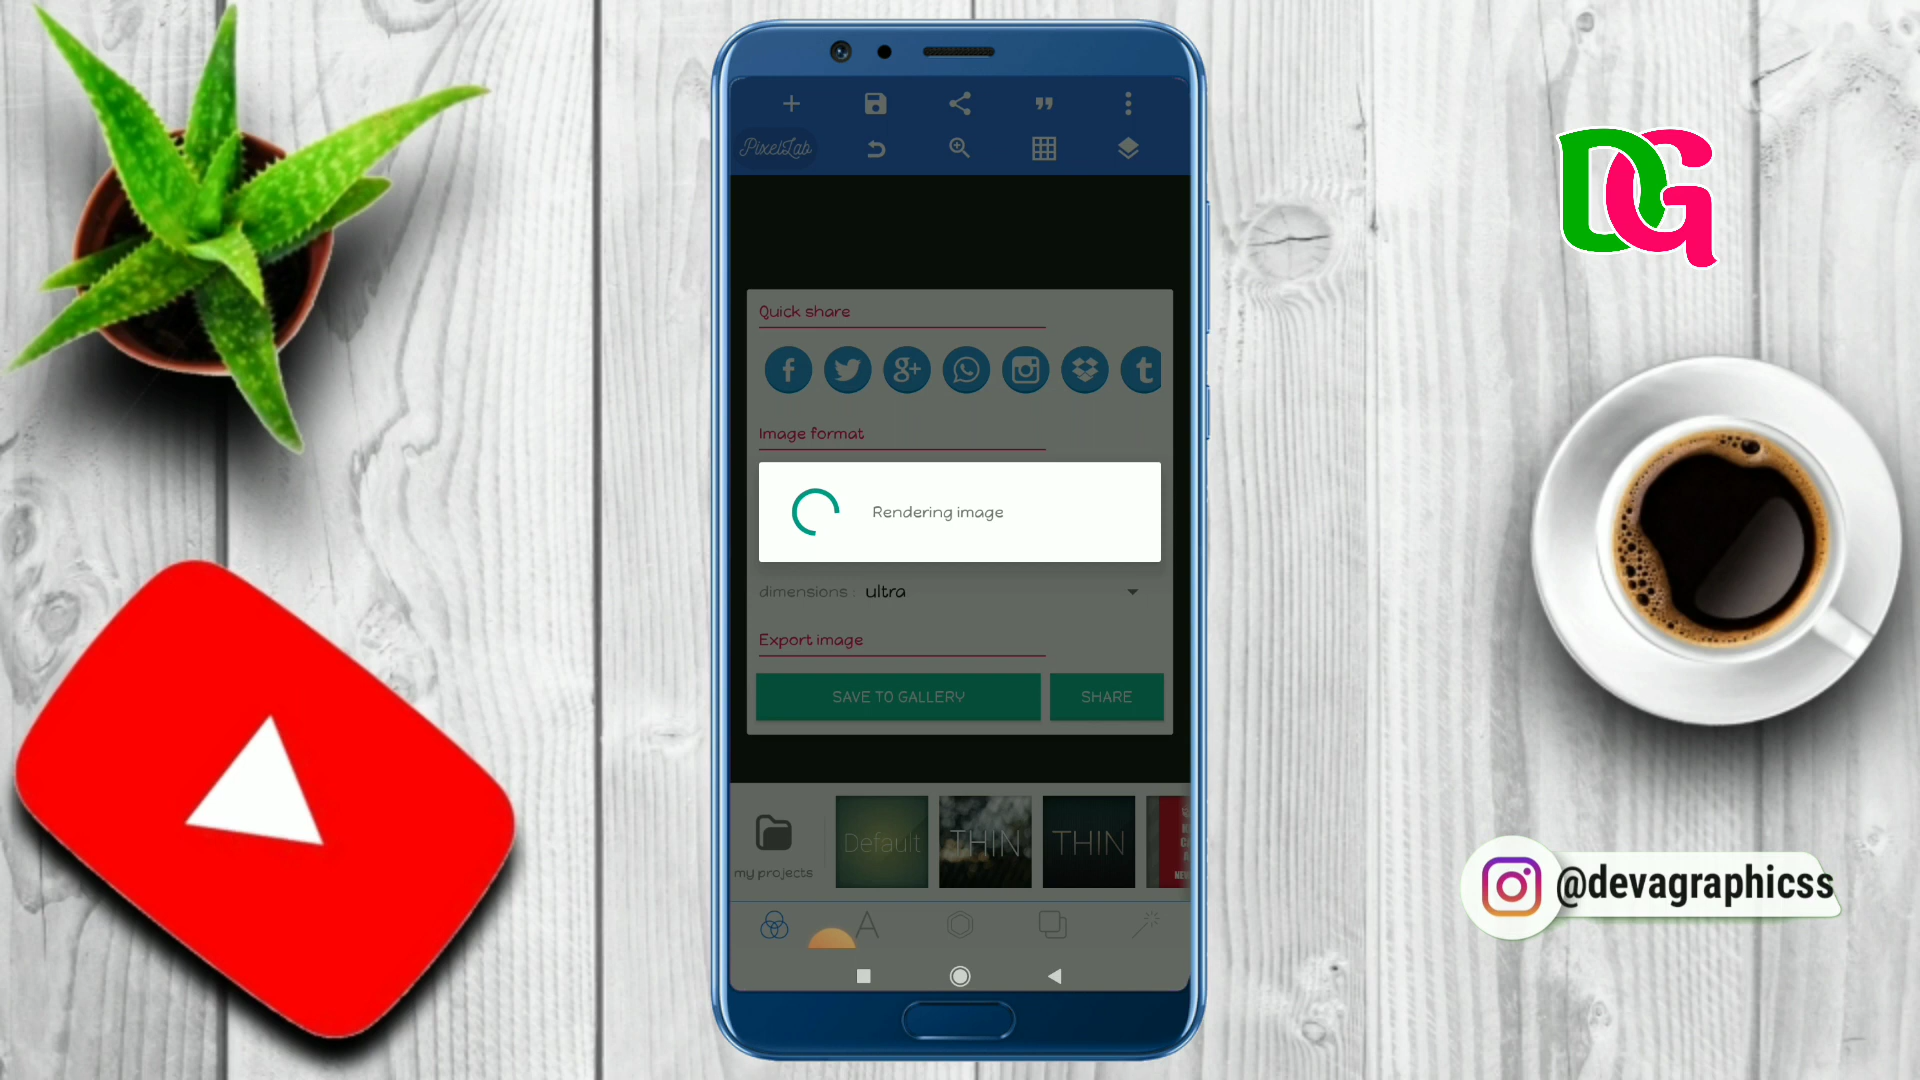 PixelLab
DG
Quick share
Image format
Rendering image
dimensions : ultra
Export image
SAVE TO GALLERY
SHARE
my projects
Default
THIN
THIN
@devagraphicss